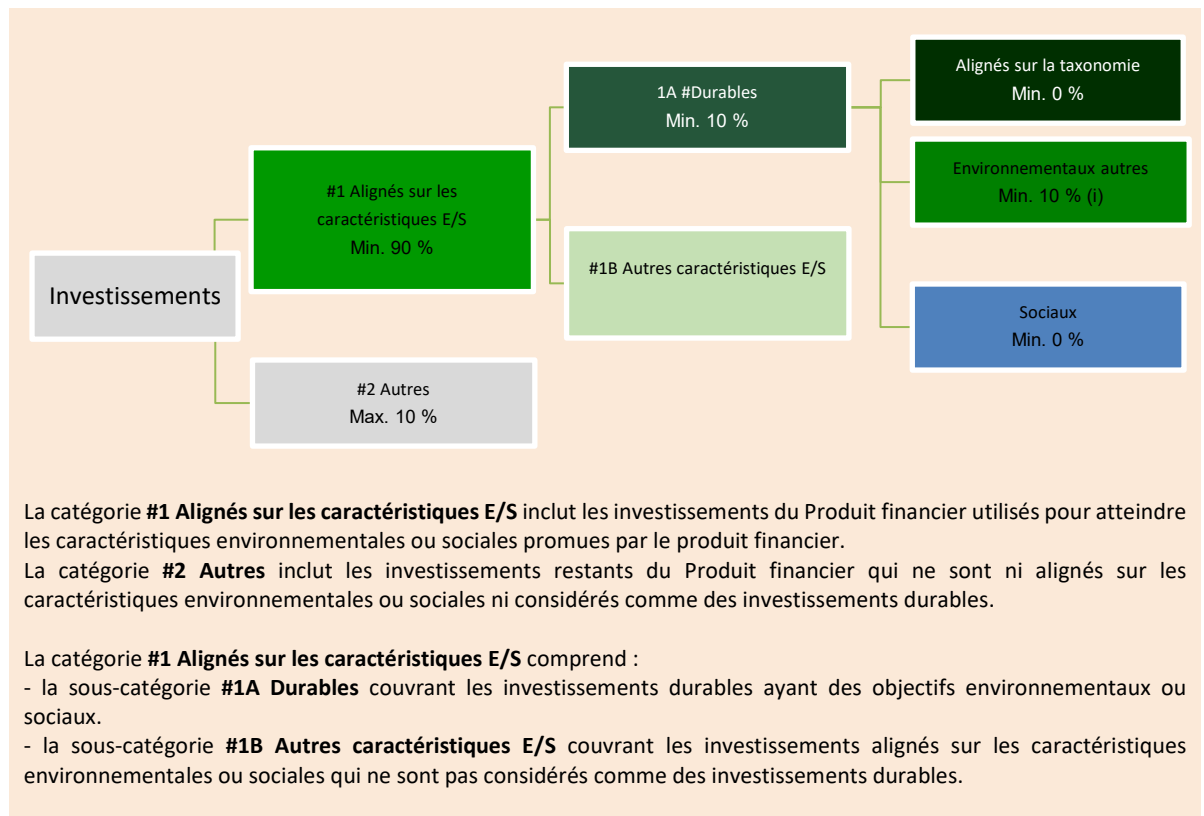 Alignés sur la taxonomie
Min. 0 %
1A #Durables
Min. 10 %
Environnementaux autres
Min. 10 % (i)
#1 Alignés sur les
caractéristiques E/S
Min. 90 %
#1B Autres caractéristiques E/S
Investissements
Sociaux
Min. 0 %
#2 Autres
Max. 10 %
La catégorie #1 Alignés sur les caractéristiques E/S inclut les investissements du Produit financier utilisés pour atteindre
les caractéristiques environnementales ou sociales promues par le produit financier.
La catégorie #2 Autres inclut les investissements restants du Produit financier qui ne sont ni alignés sur les
caractéristiques environnementales ou sociales ni considérés comme des investissements durables.
La catégorie #1 Alignés sur les caractéristiques E/S comprend :
- la sous-catégorie #1A Durables couvrant les investissements durables ayant des objectifs environnementaux ou
sociaux.
- la sous-catégorie #1B Autres caractéristiques E/S couvrant les investissements alignés sur les caractéristiques
environnementales ou sociales qui ne sont pas considérés comme des investissements durables.